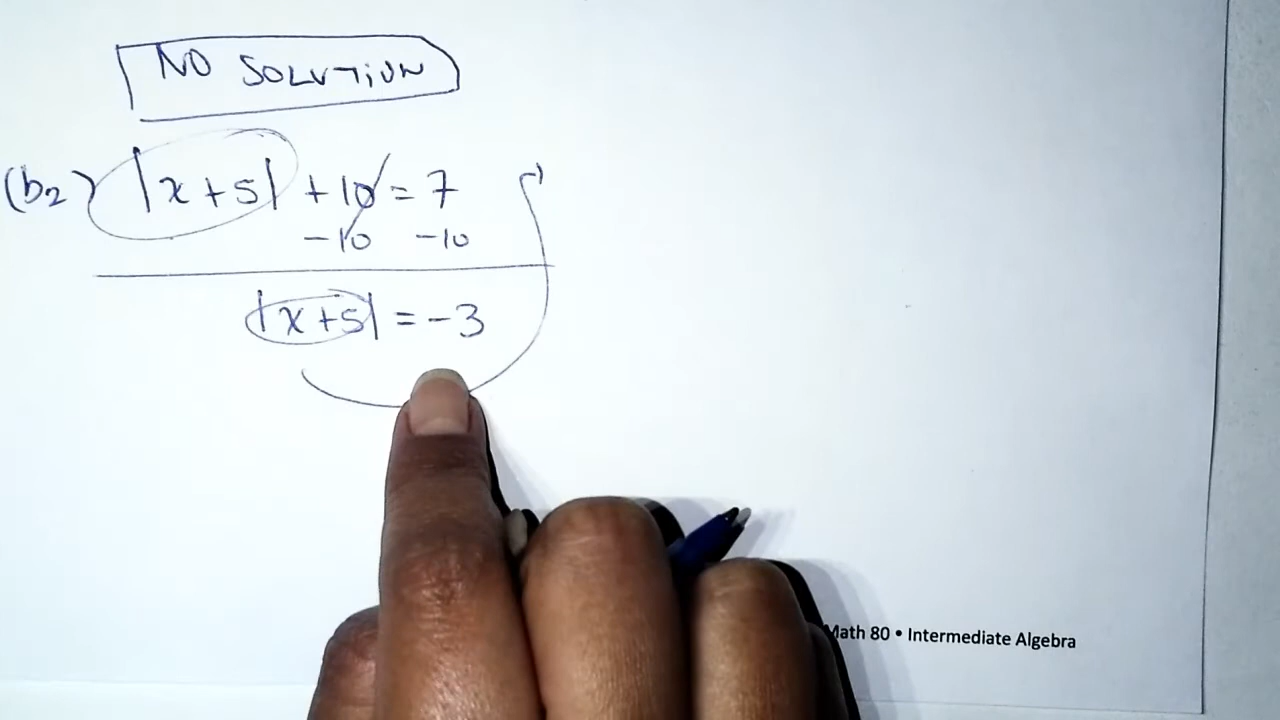 NO SOLUTION
(b2) |x+5| +10 = 7
-10 -10
|x+5| = -3
Math 80 • Intermediate Algebra